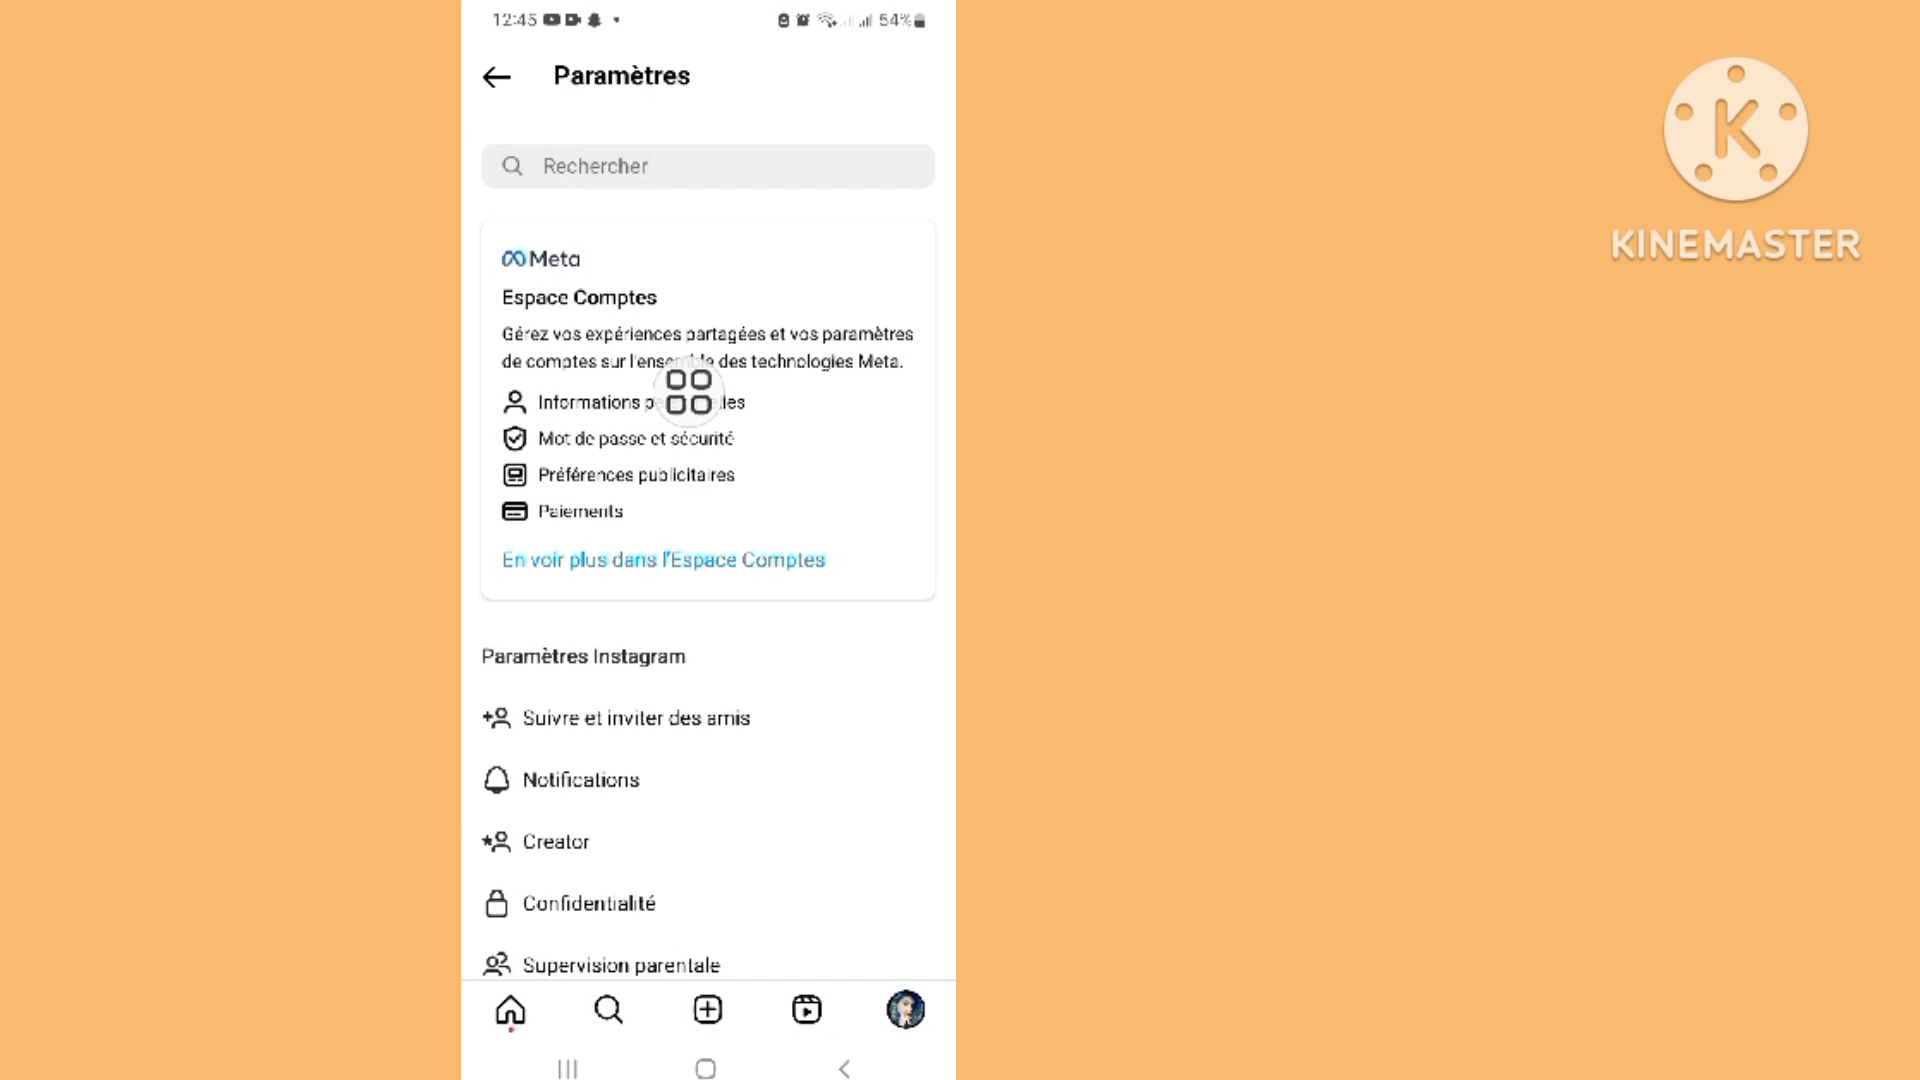 12:45
54%
Paramètres
Rechercher
Meta
Espace Comptes
Gérez vos expériences partagées et vos paramètres
de comptes sur l'ensemble des technologies Meta.
Informations
Mot de passe et sécurité
Préférences publicitaires
Paiements
En voir plus dans l'Espace Comptes
Paramètres Instagram
Suivre et inviter des amis
Notifications
Creator
Confidentialité
Supervision parentale
K
KINEMASTER